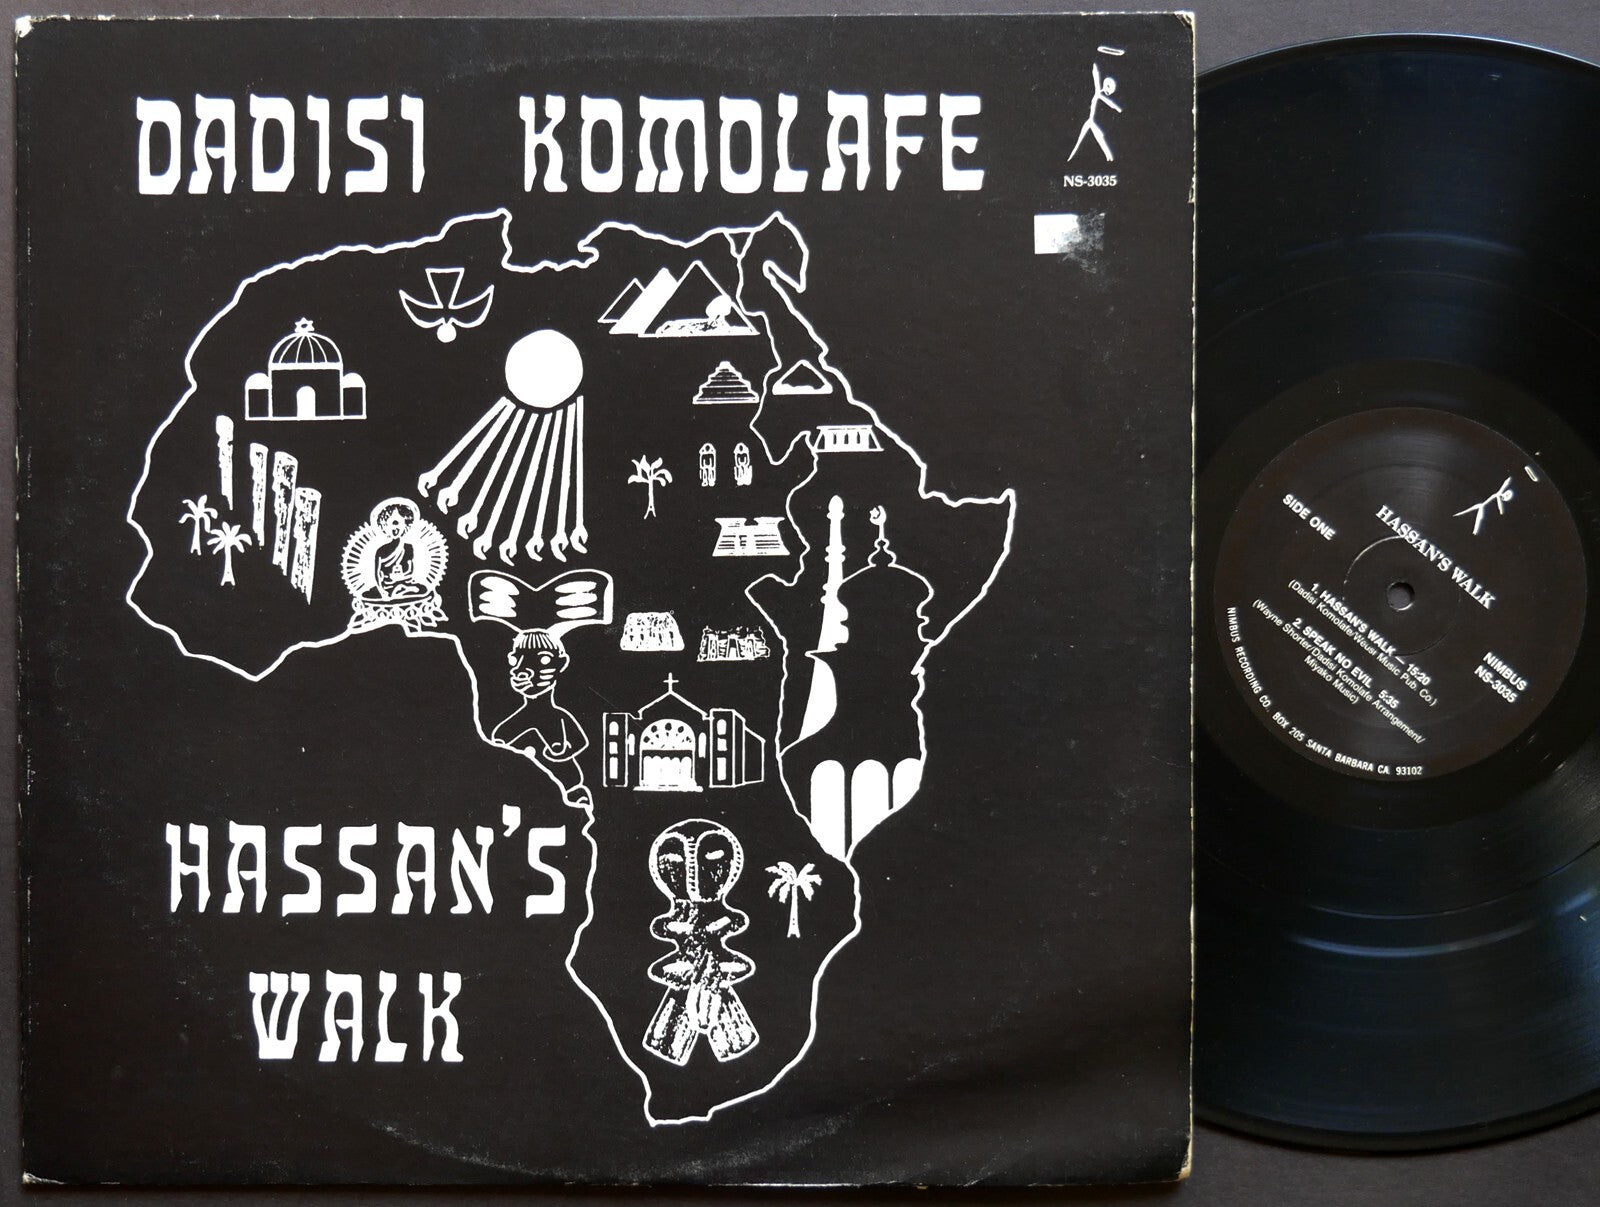 DADISI KOMOLAFE
NS-3035
HASSAN'S
WALK
HASSAN'S WALK
SIDE ONE
NIMBUS
NS-3035
1. HASSAN'S WALK — 15:20
(Dadisi Komolafe/Weusi Music Pub. Co.)
2. SPEAK NO EVIL 5:35
(Wayne Shorter/Dadisi Komolafe Arrangement/
Miyako Music)
NIMBUS RECORDING CO. BOX 205 SANTA BARBARA CA 93102